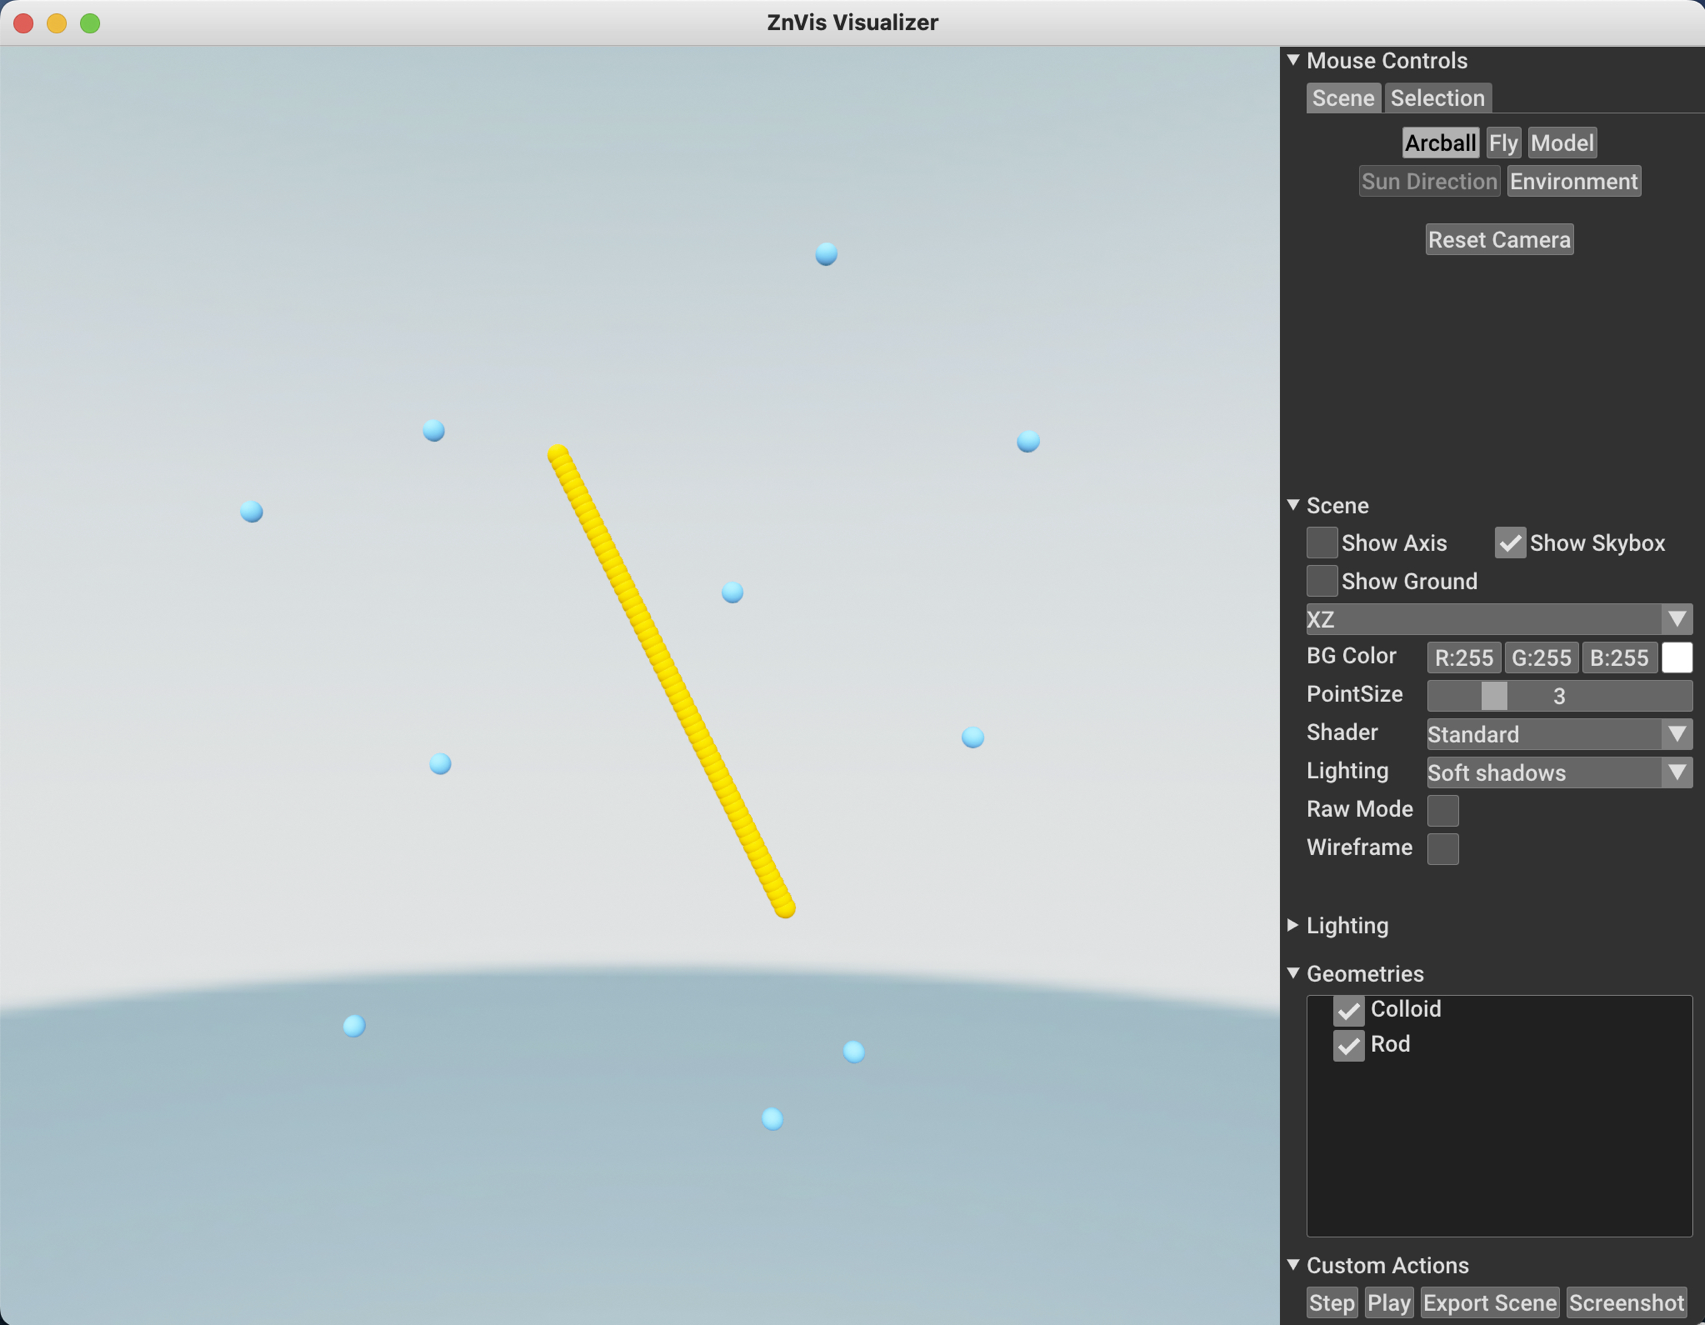 ZnVis Visualizer
Mouse Controls
Scene Selection
Arcball Fly Model
Sun Direction Environment
Reset Camera
Scene
Show Axis Show Skybox
Show Ground
XZ
BG Color R:255 G:255 B:255
PointSize 3
Shader Standard
Lighting Soft shadows
Raw Mode
Wireframe
Lighting
Geometries
Colloid
Rod
Custom Actions
Step Play Export Scene Screenshot